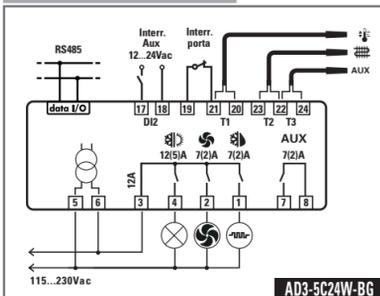 Interr. Aux 12...24Vac
Interr. porta
RS485
AUX
data I/O
17 18 19 21 20 23 22 24
DI2 T1 T2 T3
AUX
12(5)A 7(2)A 7(2)A 7(2)A
12A
5 6 3 4 2 1 7 8
115...230Vac
AD3-5C24W-BG